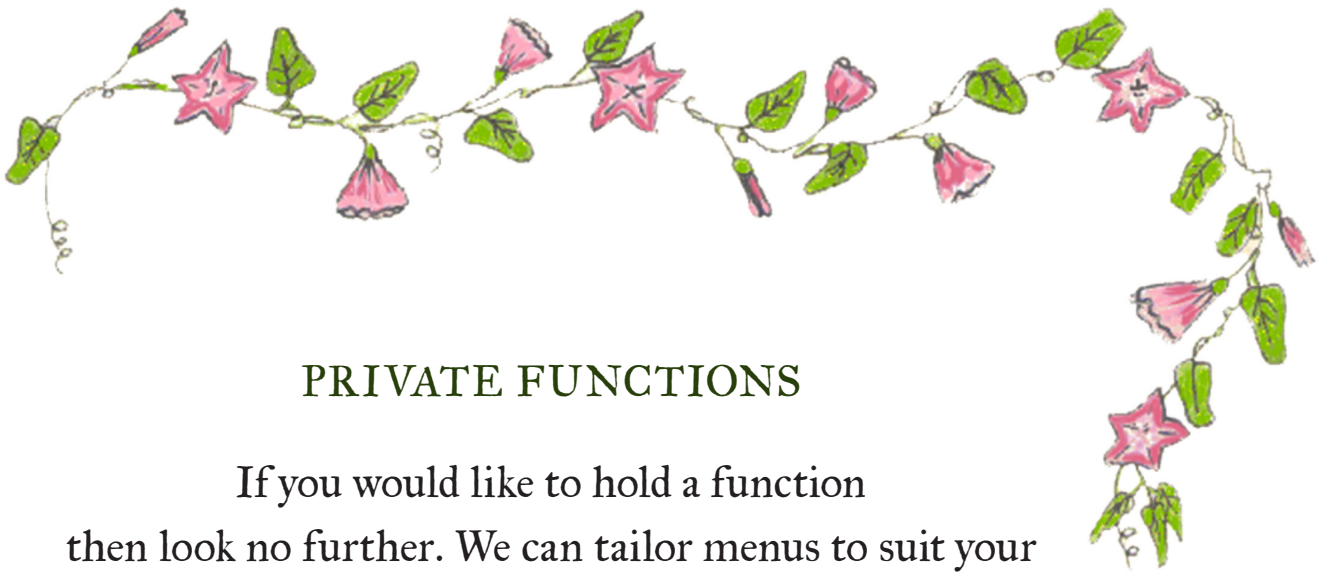 PRIVATE FUNCTIONS
If you would like to hold a function
then look no further. We can tailor menus to suit your